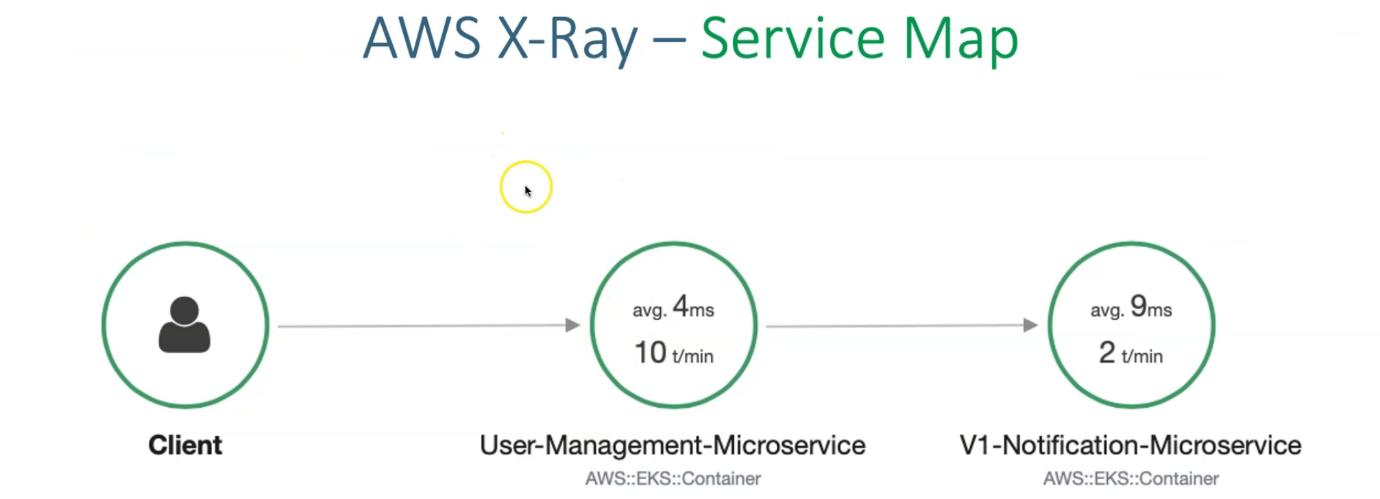 AWS X-Ray – Service Map
avg. 4ms
10 t/min
avg. 9ms
2 t/min
Client
User-Management-Microservice
AWS::EKS::Container
V1-Notification-Microservice
AWS::EKS::Container